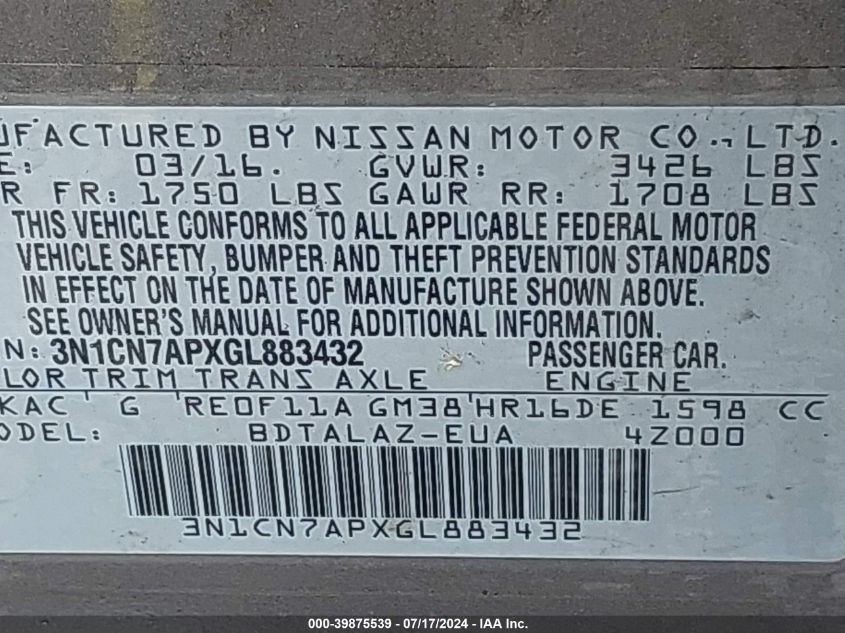 UFACTURED BY NISSAN MOTOR CO., LTD.
E: 03/16. GVWR: 3426 LBS
R FR: 1750 LBS GAWR RR: 1708 LBS
THIS VEHICLE CONFORMS TO ALL APPLICABLE FEDERAL MOTOR
VEHICLE SAFETY, BUMPER AND THEFT PREVENTION STANDARDS
IN EFFECT ON THE DATE OF MANUFACTURE SHOWN ABOVE.
SEE OWNER'S MANUAL FOR ADDITIONAL INFORMATION.
N: 3N1CN7APXGL883432 PASSENGER CAR.
LOR TRIM TRANS AXLE ENGINE
KAC G RE0F11A GM38 HR16DE 1598 CC
ODEL: BDTALAZ-EUA 4Z000
3N1CN7APXGL883432
000-39875539 - 07/17/2024 - IAA Inc.